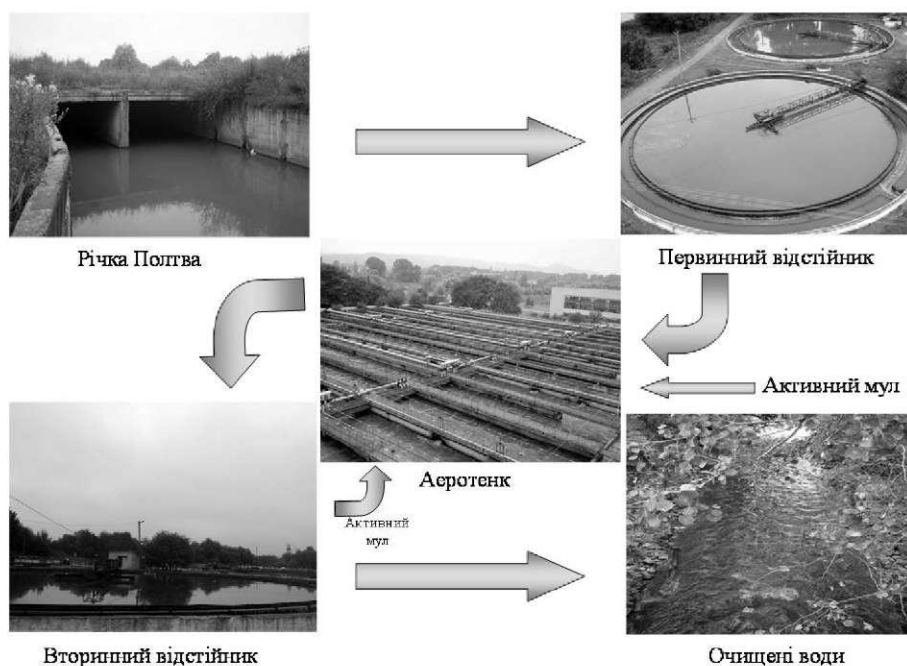 Річка Полтва
Первинний відстійник
Активний мул
Аеротенк
Активний
мул
Вторинний відстійник
Очищені води